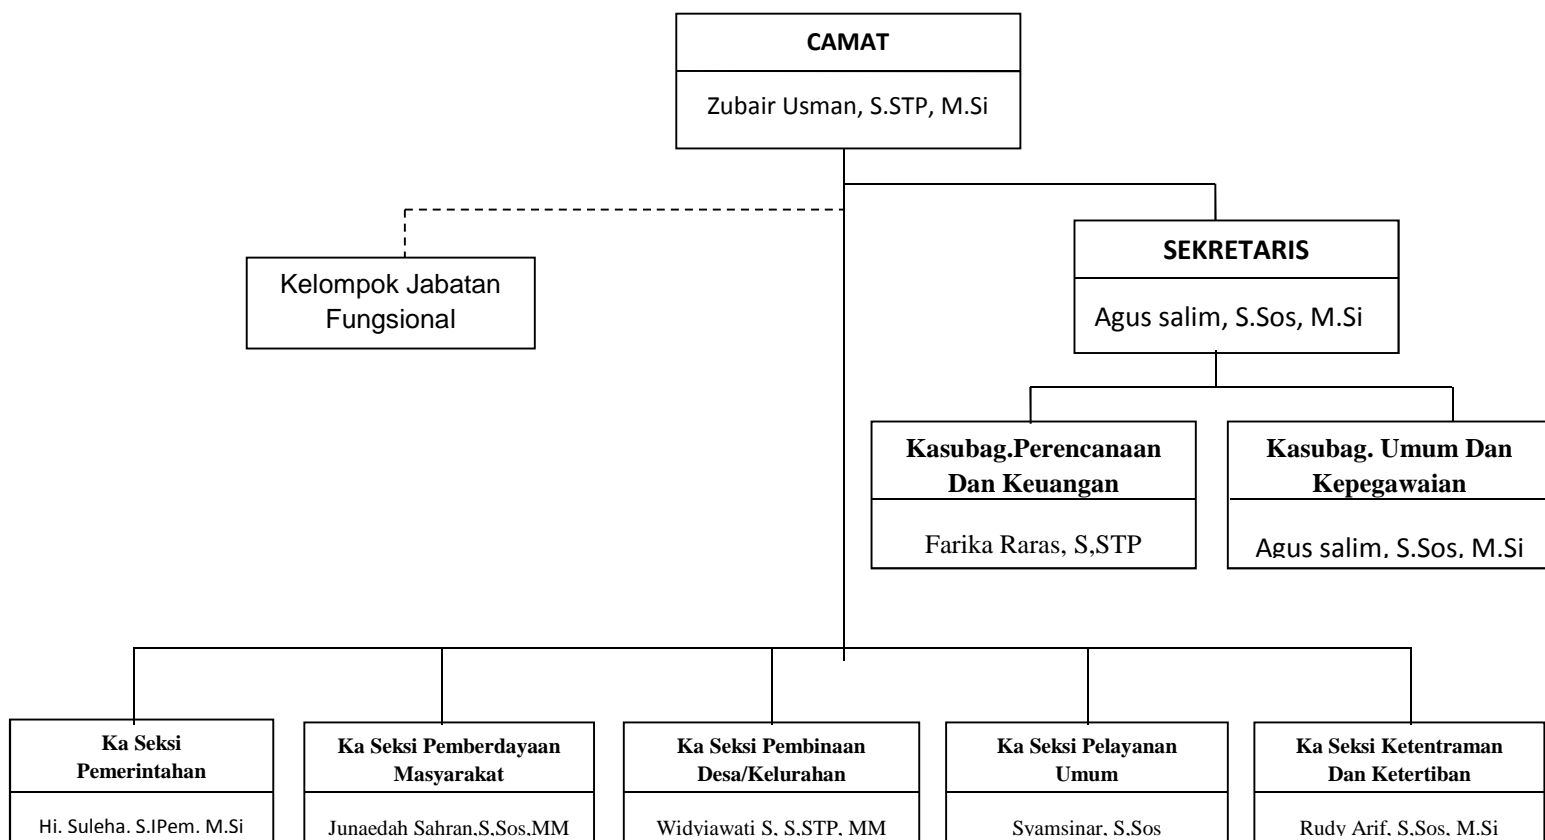 CAMAT
Zubair Usman, S.STP, M.Si
SEKRETARIS
Agus salim, S.Sos, M.Si
Kelompok Jabatan
Fungsional
Kasubag.Perencanaan
Dan Keuangan
Farika Raras, S,STP
Kasubag. Umum Dan
Kepegawaian
Agus salim, S.Sos, M.Si
Ka Seksi
Pemerintahan
Hj. Suleha. S.IPem. M.Si
Ka Seksi Pemberdayaan
Masyarakat
Junaedah Sahran,S,Sos,MM
Ka Seksi Pembinaan
Desa/Kelurahan
Widyiawati S, S,STP, MM
Ka Seksi Pelayanan
Umum
Syamsinar, S,Sos
Ka Seksi Ketentraman
Dan Ketertiban
Rudy Arif, S,Sos, M.Si